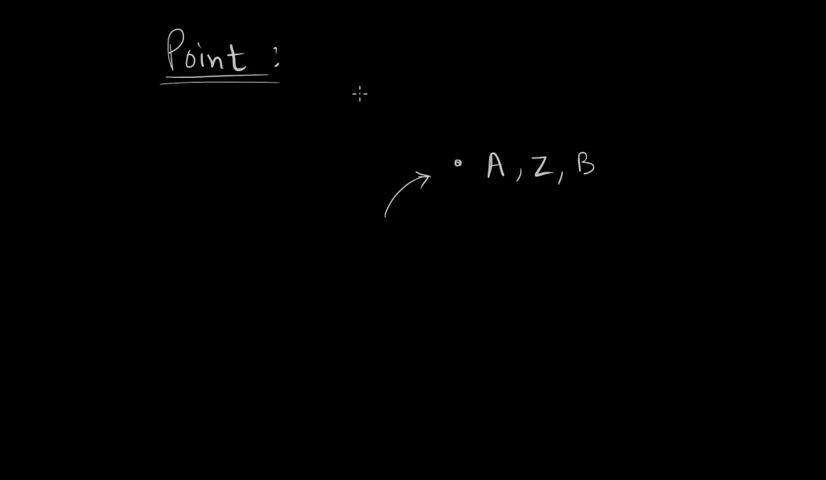 Point :
A, Z, B